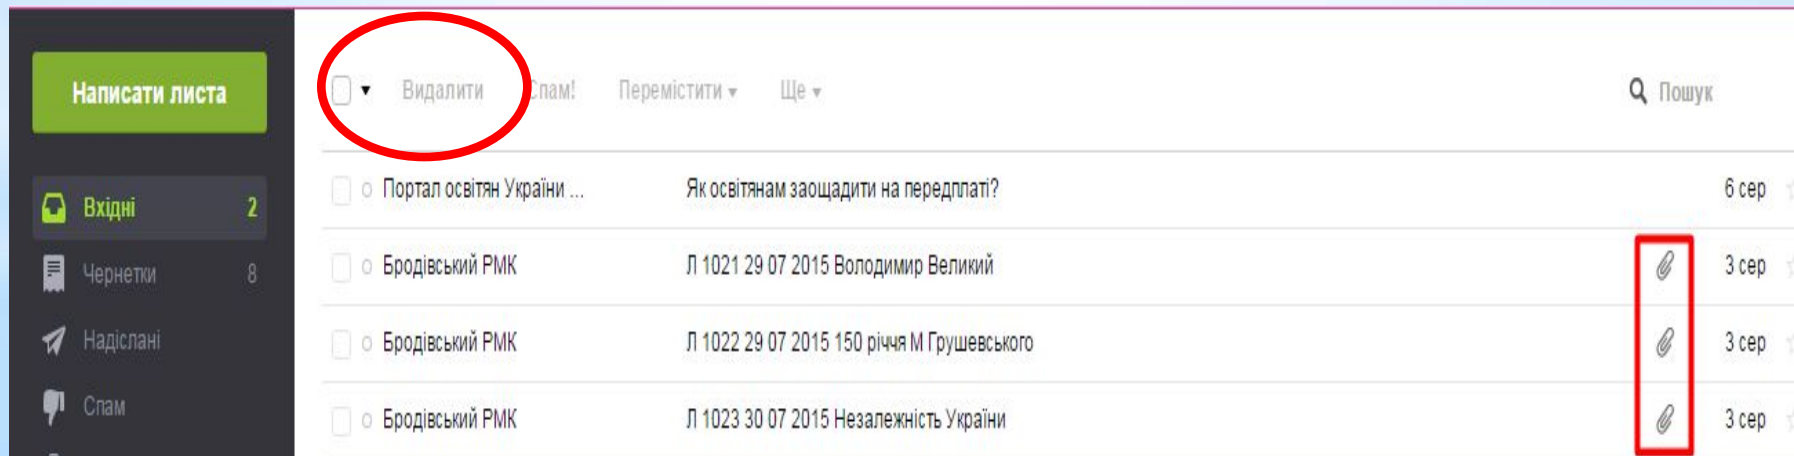 Написати листа
Вхідні 2
Чернетки 8
Надіслані
Спам
Видалити Спам! Перемістити Ще Пошук
Портал освітян України ... Як освітянам заощадити на передплаті? 6 сер
Бродівський РМК Л 1021 29 07 2015 Володимир Великий 3 сер
Бродівський РМК Л 1022 29 07 2015 150 річчя М Грушевського 3 сер
Бродівський РМК Л 1023 30 07 2015 Незалежність України 3 сер